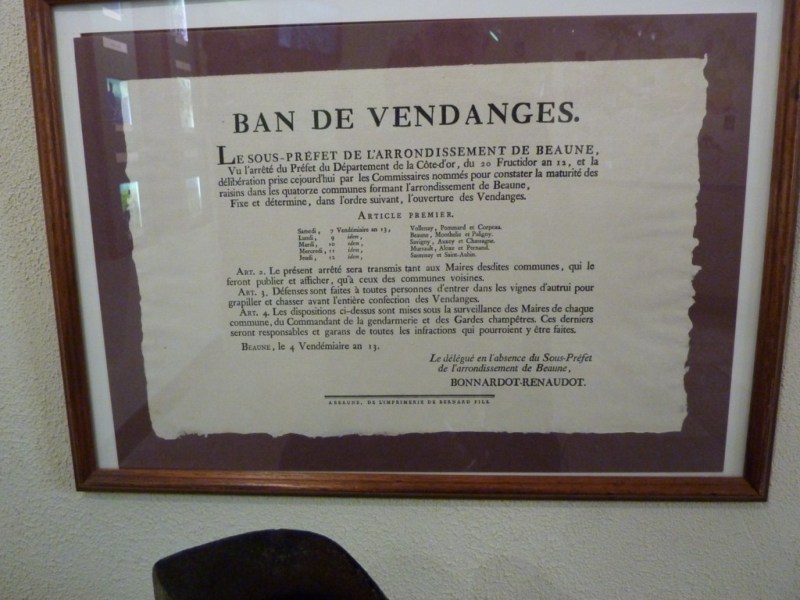 BAN DE VENDANGES.
LE SOUS-PRÉFET DE L'ARRONDISSEMENT DE BEAUNE,
Vu l'arrêté du Préfet du Département de la Côte-d'or, du 20 Fructidor an 12, et la
délibération prise cejourd'hui par les Commissaires nommés pour constater la maturité des
raisins dans les quatorze communes formant l'arrondissement de Beaune,
Fixe et détermine, dans l'ordre suivant, l'ouverture des Vendanges.
ARTICLE PREMIER.
Samedi, 7 Vendémiaire an 13, Vollenay, Pommard et Corpeau.
Lundi, 9 idem, Beaune, Monthelie et Puligny.
Mardi, 10 idem, Savigny, Auxey et Chassagne.
Mercredi, 11 idem, Mursault, Aloxe et Pernand.
Jeudi, 12 idem, Santenay et Saint-Aubin.
ART. 2. Le présent arrêté sera transmis tant aux Maires desdites communes, qui le
feront publier et afficher, qu'à ceux des communes voisines.
ART. 3. Défenses sont faites à toutes personnes d'entrer dans les vignes d'autrui pour
grapiller et chasser avant l'entière confection des Vendanges.
ART. 4. Les dispositions ci-dessus sont mises sous la surveillance des Maires de chaque
commune, du Commandant de la gendarmerie et des Gardes champêtres. Ces derniers
seront responsables et garans de toutes les infractions qui pourroient y être faites.
BEAUNE, le 4 Vendémiaire an 13.
Le délégué en l'absence du Sous-Préfet
de l'arrondissement de Beaune,
BONNARDOT-RENAUDOT.
A BEAUNE, DE L'IMPRIMERIE DE BERNARD FILS